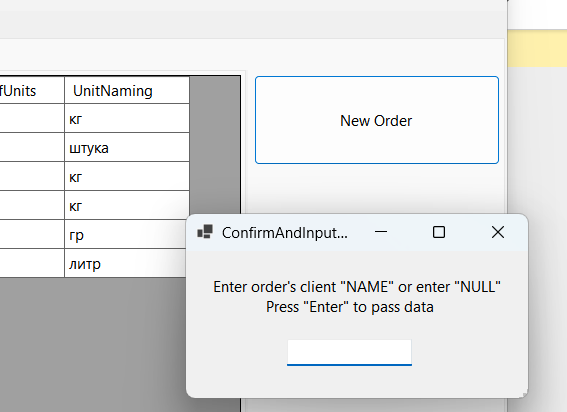 fUnits UnitNaming
кг
штука
кг
кг
гр
литр
New Order
ConfirmAndInput...
Enter order's client "NAME" or enter "NULL"
Press "Enter" to pass data